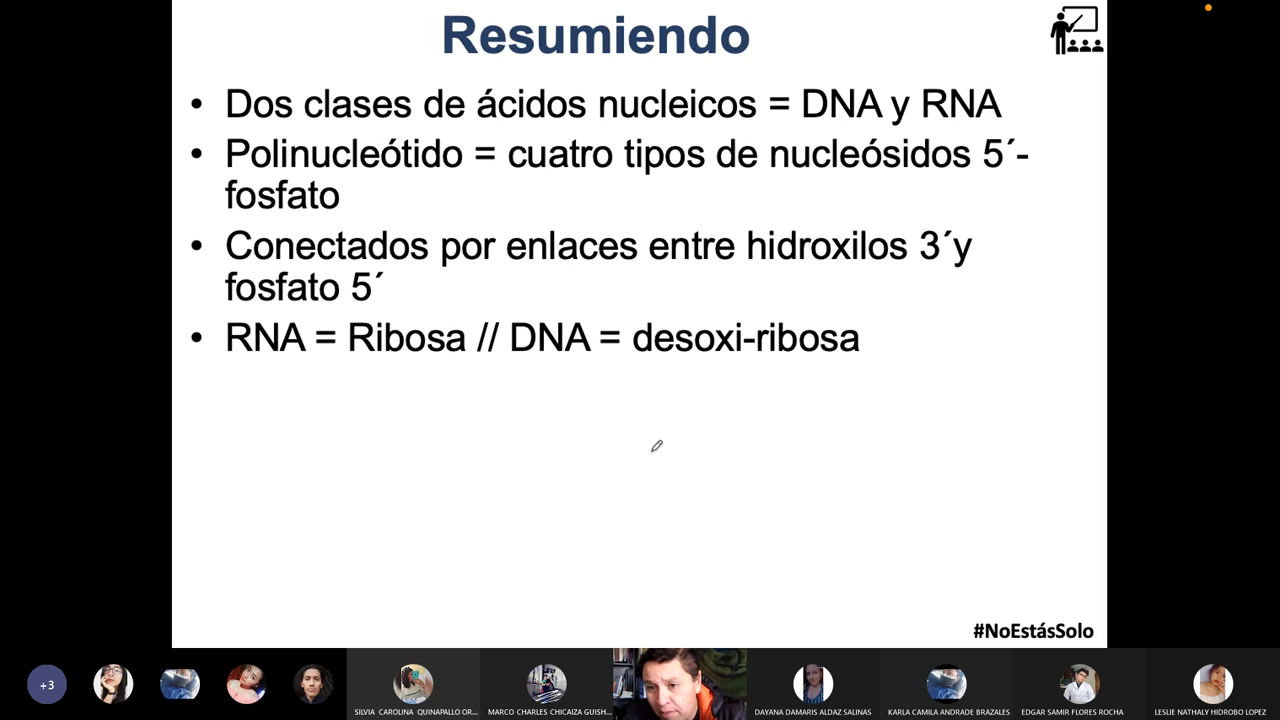 Resumiendo
• Dos clases de ácidos nucleicos = DNA y RNA
• Polinucleótido = cuatro tipos de nucleósidos 5´-
fosfato
• Conectados por enlaces entre hidroxilos 3´y
fosfato 5´
• RNA = Ribosa // DNA = desoxi-ribosa
#NoEstásSolo
+3
SILVIA CAROLINA QUINAPALLO OR...
MARCO CHARLES CHICAIZA GUISH...
DAYANA DAMARIS ALDAZ SALINAS
KARLA CAMILA ANDRADE BRAZALES
EDGAR SAMIR FLORES ROCHA
LESLIE NATHALY HIDROBO LOPEZ